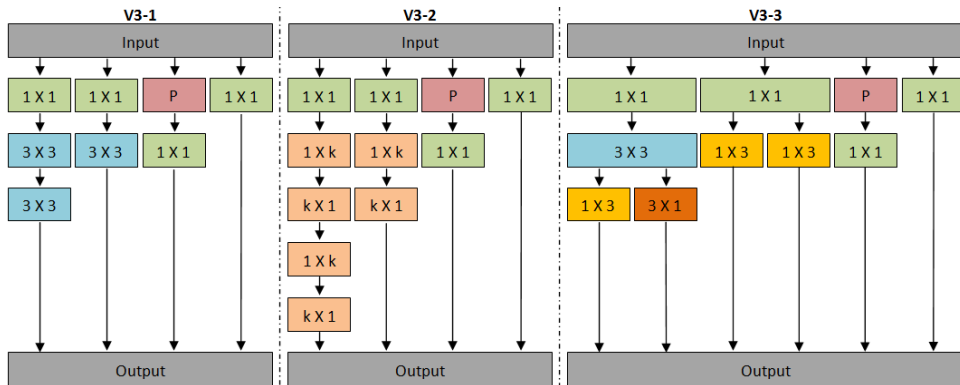 V3-1
V3-2
V3-3
Input
Input
Input
1 X 1
1 X 1
P
1 X 1
1 X 1
1 X 1
P
1 X 1
1 X 1
1 X 1
P
1 X 1
3 X 3
3 X 3
1 X 1
1 X k
1 X k
1 X 1
3 X 3
1 X 3
1 X 3
1 X 1
3 X 3
k X 1
k X 1
1 X 3
3 X 1
1 X k
k X 1
Output
Output
Output